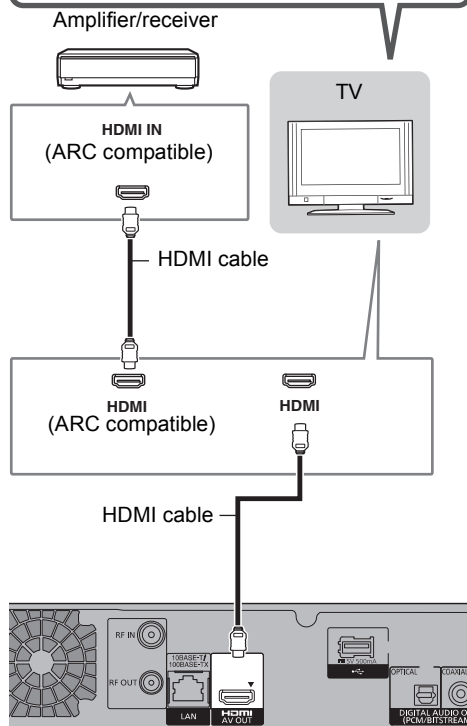 Amplifier/receiver
TV
HDMI IN
(ARC compatible)
HDMI cable
HDMI
(ARC compatible)
HDMI
HDMI cable
RF IN
RF OUT
10BASE-T/
100BASE-TX
LAN
HDMI
AV OUT
5V 500mA
OPTICAL
COAXIAL
DIGITAL AUDIO O
(PCM/BITSTREA